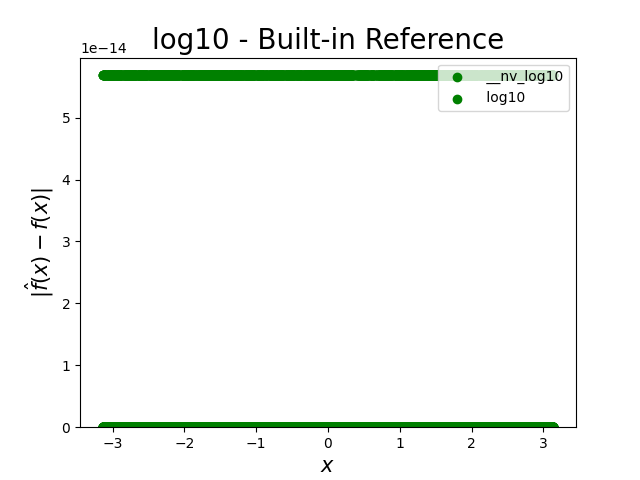 log10 - Built-in Reference
1e−14
__nv_log10
log10
5
4
3
2
1
0
|f̂(x) − f(x)|
−3 −2 −1 0 1 2 3
x